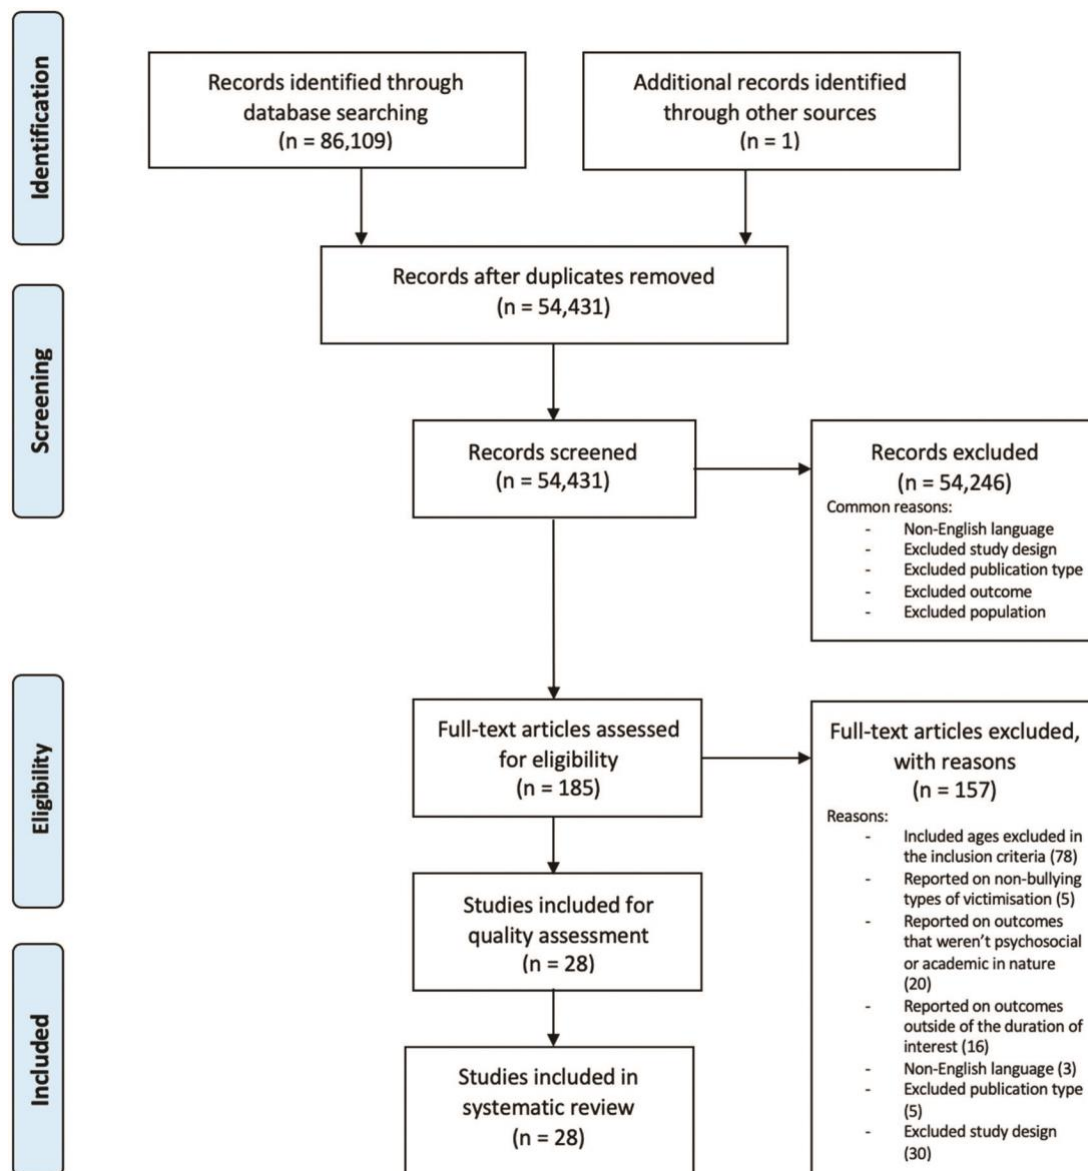 Identification
Records identified through
database searching
(n = 86,109)
Additional records identified
through other sources
(n = 1)
Records after duplicates removed
(n = 54,431)
Screening
Records screened
(n = 54,431)
Records excluded
(n = 54,246)
Common reasons:
- Non-English language
- Excluded study design
- Excluded publication type
- Excluded outcome
- Excluded population
Eligibility
Full-text articles assessed
for eligibility
(n = 185)
Full-text articles excluded,
with reasons
(n = 157)
Reasons:
- Included ages excluded in
the inclusion criteria (78)
- Reported on non-bullying
types of victimisation (5)
- Reported on outcomes
that weren't psychosocial
or academic in nature
(20)
- Reported on outcomes
outside of the duration of
interest (16)
- Non-English language (3)
- Excluded publication type
(5)
- Excluded study design
(30)
Studies included for
quality assessment
(n = 28)
Included
Studies included in
systematic review
(n = 28)